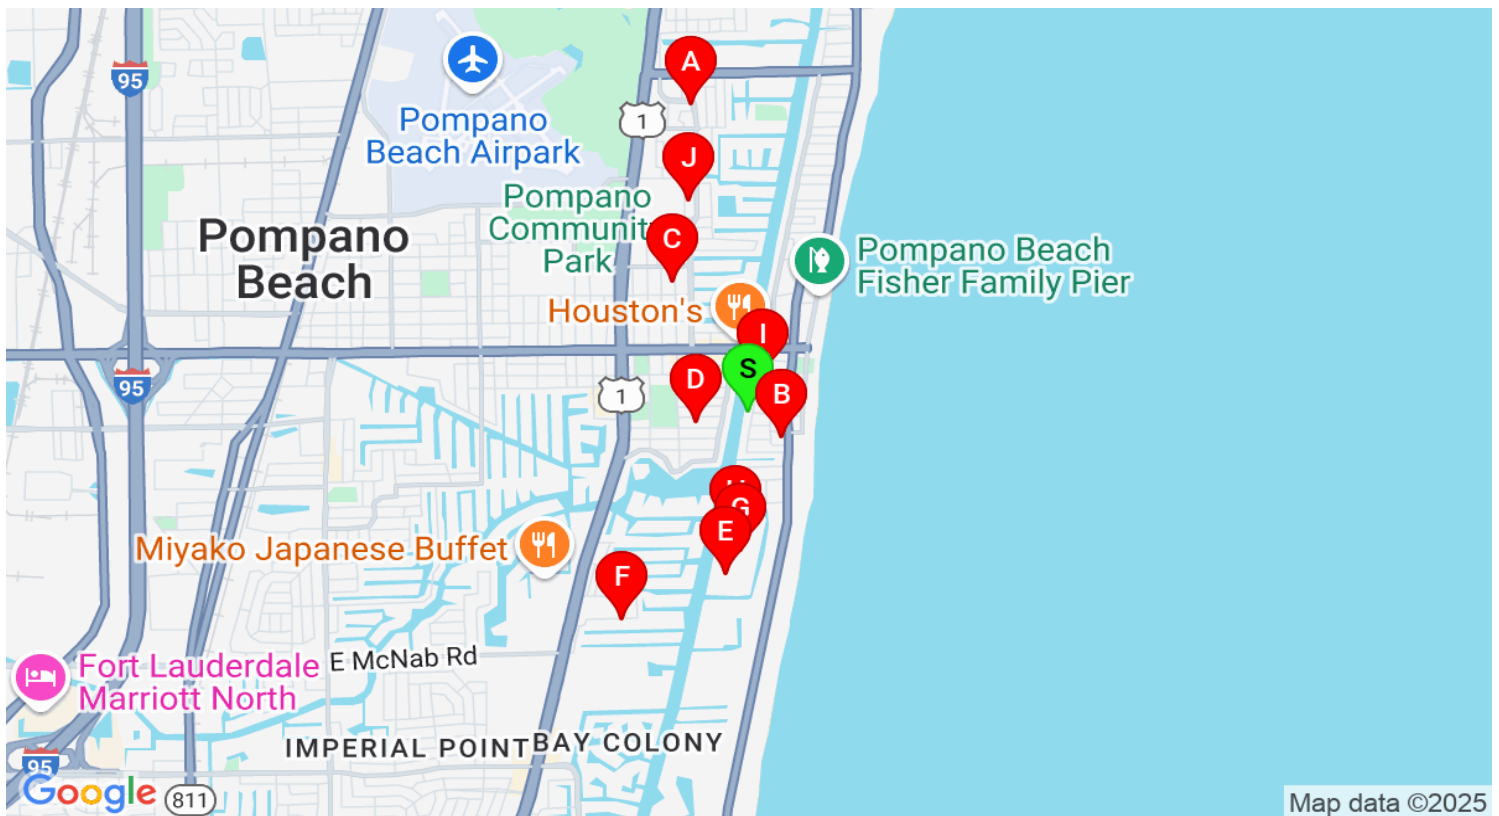 A
95
Pompano
Beach Airpark
1
J
Pompano
Communit
Park
C
Pompano
Beach
Pompano Beach
Fisher Family Pier
Houston's
I
S
D
B
95
1
G
E
Miyako Japanese Buffet
F
E McNab Rd
Fort Lauderdale
Marriott North
IMPERIAL POINT
BAY COLONY
95
Google
811
Map data ©2025